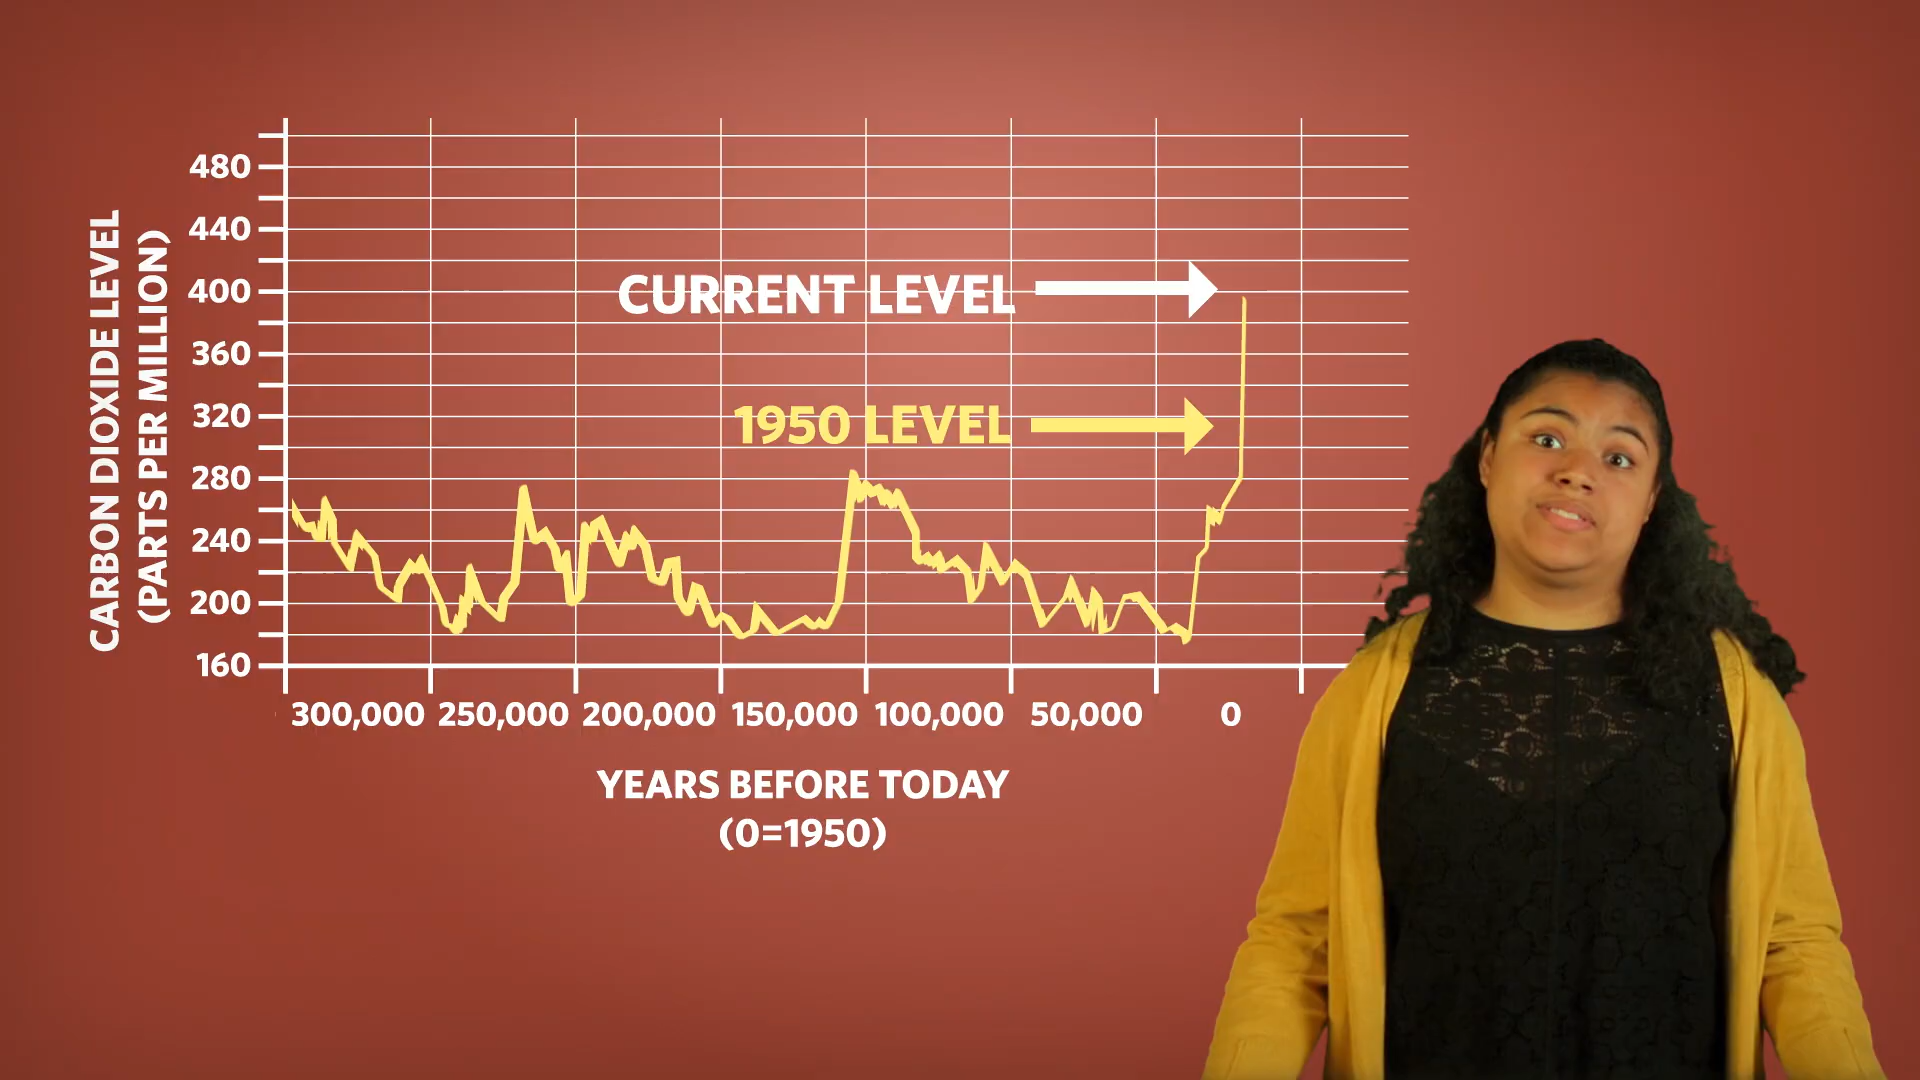 CARBON DIOXIDE LEVEL
(PARTS PER MILLION)
480
440
400
360
320
280
240
200
160
CURRENT LEVEL
1950 LEVEL
300,000 250,000 200,000 150,000 100,000 50,000 0
YEARS BEFORE TODAY
(0=1950)